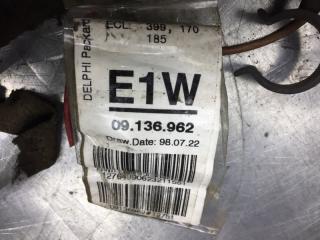 ECL 399, 170
185
DELPHI Packard
E1W
09.136.962
Draw.Date: 98.07.22